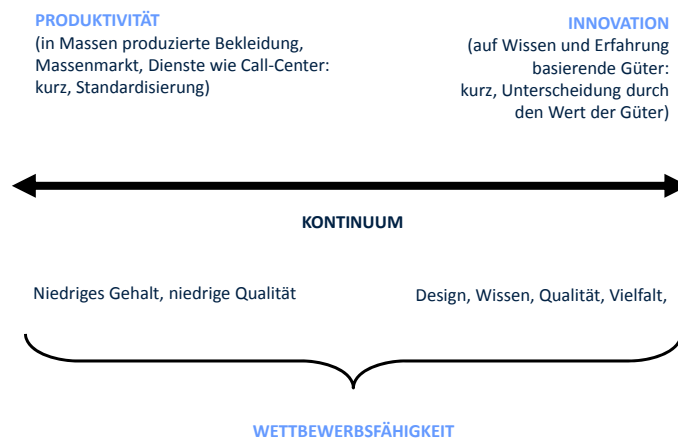 PRODUKTIVITÄT
(in Massen produzierte Bekleidung,
Massenmarkt, Dienste wie Call-Center:
kurz, Standardisierung)
INNOVATION
(auf Wissen und Erfahrung
basierende Güter:
kurz, Unterscheidung durch
den Wert der Güter)
KONTINUUM
Niedriges Gehalt, niedrige Qualität
Design, Wissen, Qualität, Vielfalt,
WETTBEWERBSFÄHIGKEIT